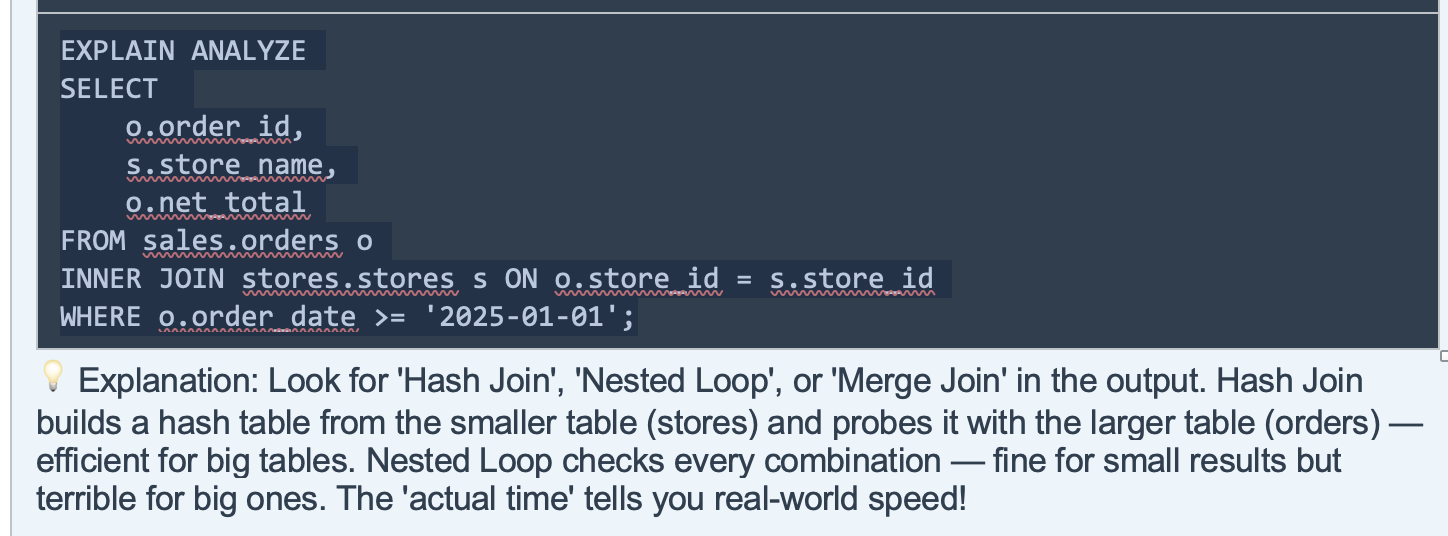 EXPLAIN ANALYZE
SELECT
    o.order_id,
    s.store_name,
    o.net_total
FROM sales.orders o
INNER JOIN stores.stores s ON o.store_id = s.store_id
WHERE o.order_date >= '2025-01-01';
💡 Explanation: Look for 'Hash Join', 'Nested Loop', or 'Merge Join' in the output. Hash Join
builds a hash table from the smaller table (stores) and probes it with the larger table (orders) —
efficient for big tables. Nested Loop checks every combination — fine for small results but
terrible for big ones. The 'actual time' tells you real-world speed!